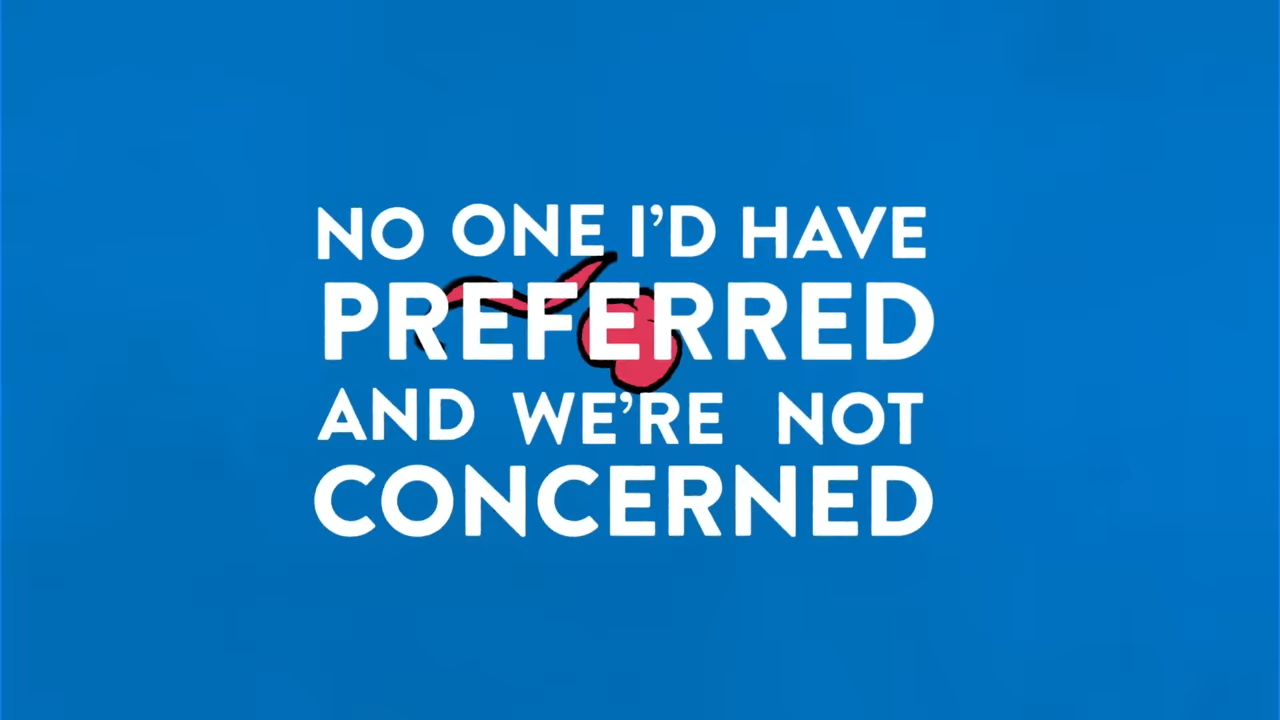 NO ONE I’D HAVE
PREFERRED
AND WE’RE NOT
CONCERNED